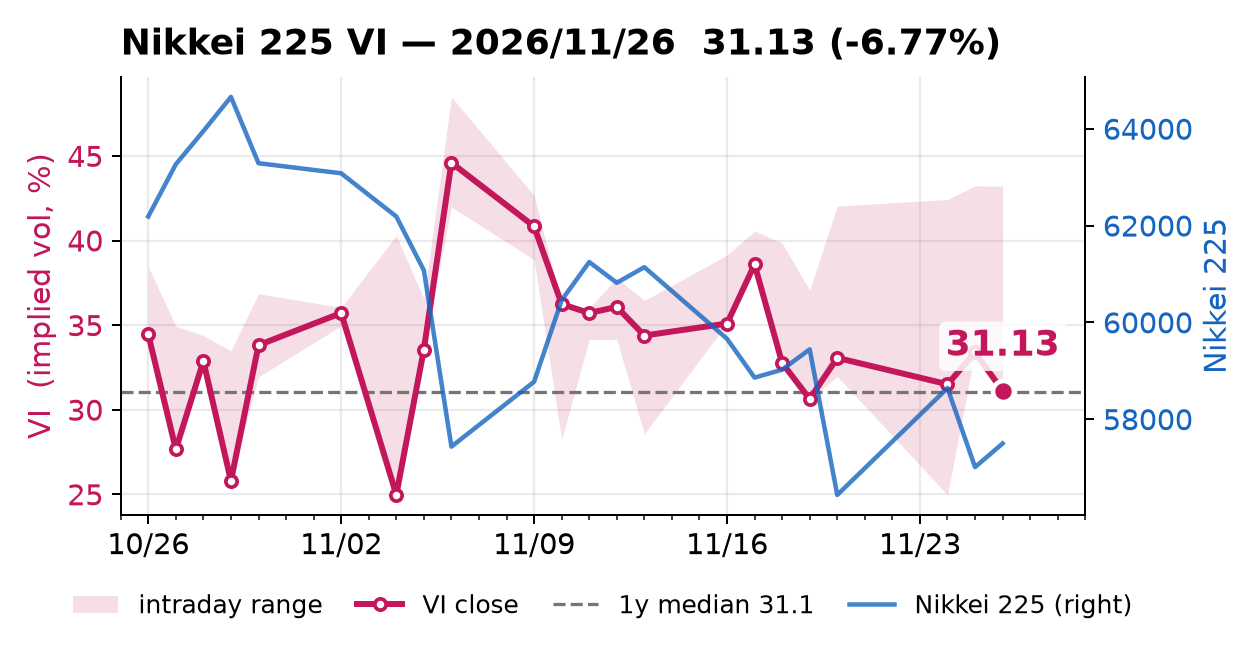 Nikkei 225 VI — 2026/11/26  31.13 (-6.77%)
VI  (implied vol, %)
45
40
35
30
25
64000
62000
60000
58000
Nikkei 225
31.13
10/26
11/02
11/09
11/16
11/23
intraday range
VI close
1y median 31.1
Nikkei 225 (right)